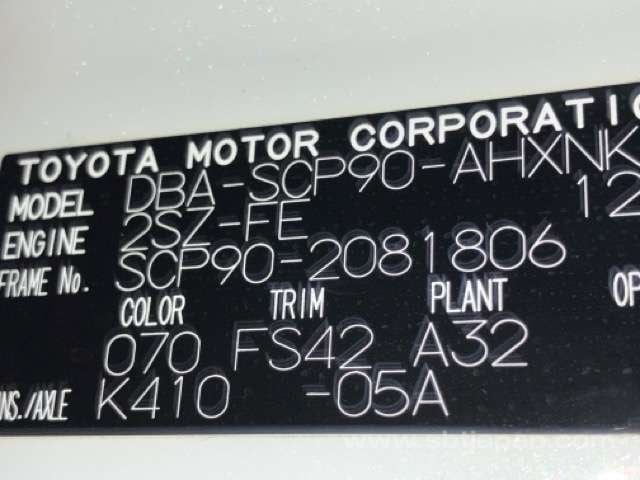 TOYOTA MOTOR CORPORATIO
MODEL DBA-SCP90-AHXNK
ENGINE 2SZ-FE 12
FRAME No. SCP90-2081806
COLOR TRIM PLANT OP
070 FS42 A32
NS./AXLE K410 -05A